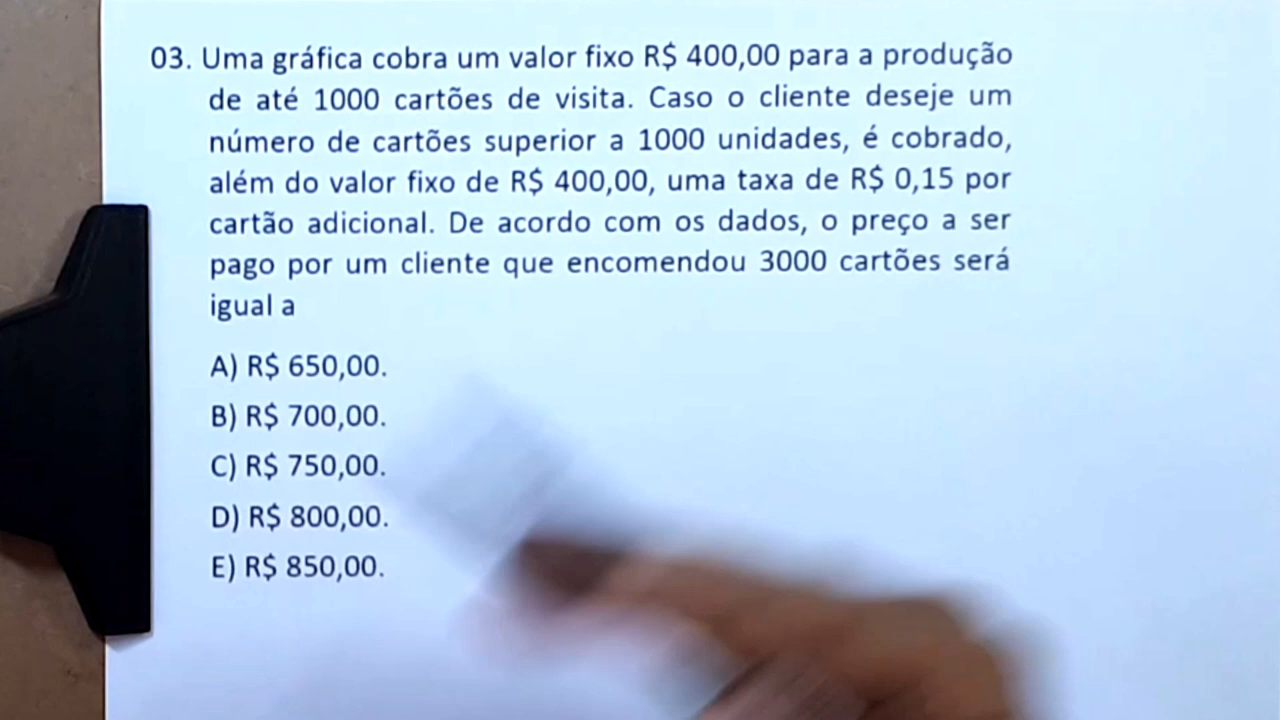 03. Uma gráfica cobra um valor fixo R$ 400,00 para a produção
de até 1000 cartões de visita. Caso o cliente deseje um
número de cartões superior a 1000 unidades, é cobrado,
além do valor fixo de R$ 400,00, uma taxa de R$ 0,15 por
cartão adicional. De acordo com os dados, o preço a ser
pago por um cliente que encomendou 3000 cartões será
igual a
A) R$ 650,00.
B) R$ 700,00.
C) R$ 750,00.
D) R$ 800,00.
E) R$ 850,00.